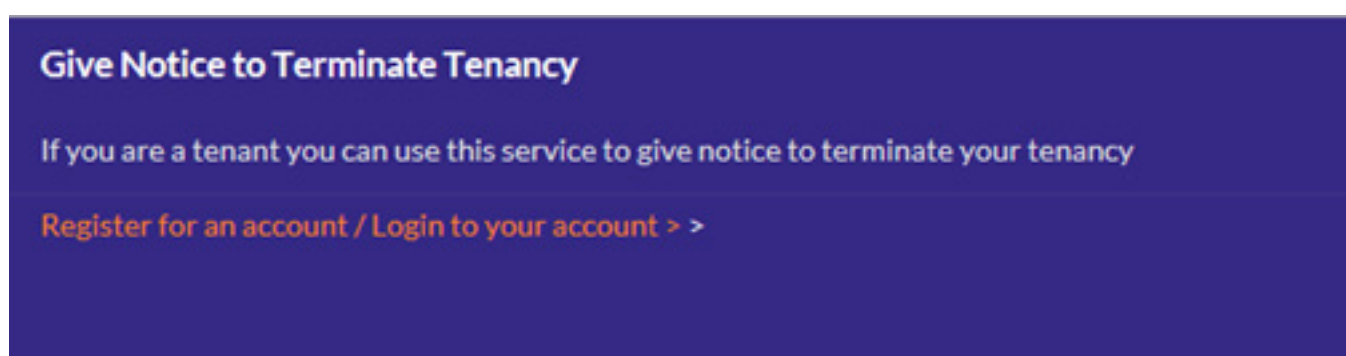 Give Notice to Terminate Tenancy
If you are a tenant you can use this service to give notice to terminate your tenancy
Register for an account / Login to your account > >